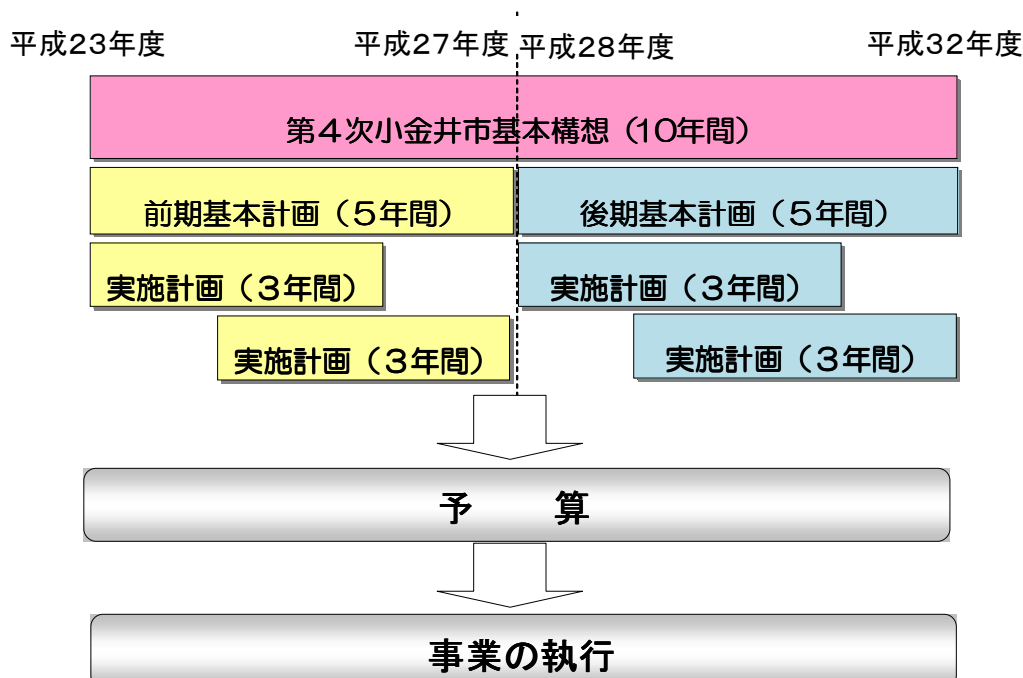 平成23年度 平成27年度 平成28年度 平成32年度
第４次小金井市基本構想（10年間）
前期基本計画（５年間） 後期基本計画（５年間）
実施計画（３年間） 実施計画（３年間）
実施計画（３年間） 実施計画（３年間）
予　算
事業の執行